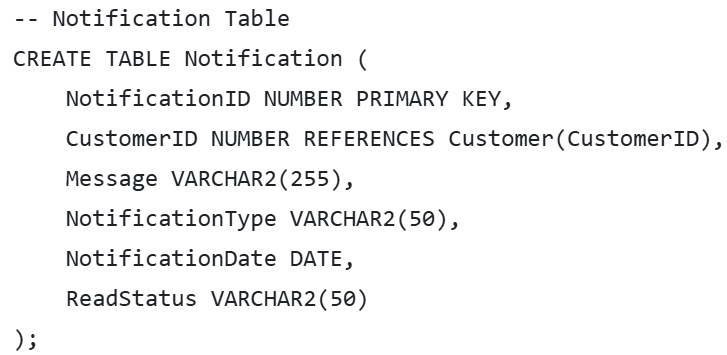 -- Notification Table
CREATE TABLE Notification (
    NotificationID NUMBER PRIMARY KEY,
    CustomerID NUMBER REFERENCES Customer(CustomerID),
    Message VARCHAR2(255),
    NotificationType VARCHAR2(50),
    NotificationDate DATE,
    ReadStatus VARCHAR2(50)
);